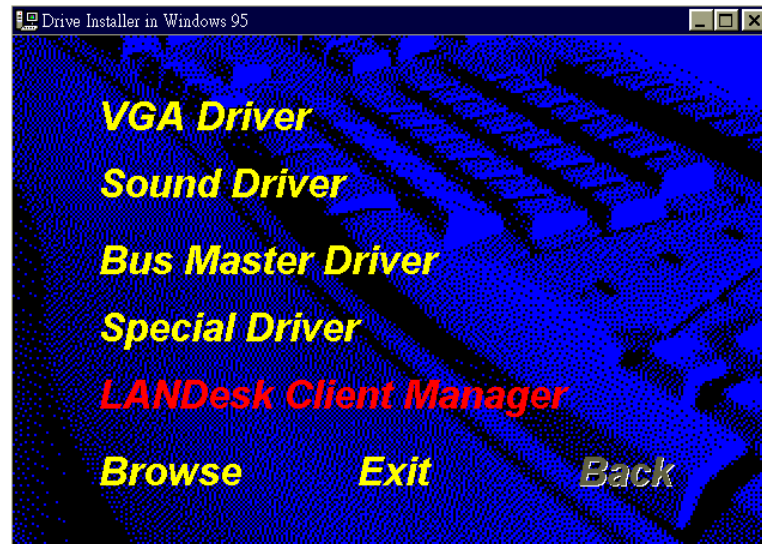 Drive Installer in Windows 95
VGA Driver
Sound Driver
Bus Master Driver
Special Driver
LANDesk Client Manager
Browse Exit Back